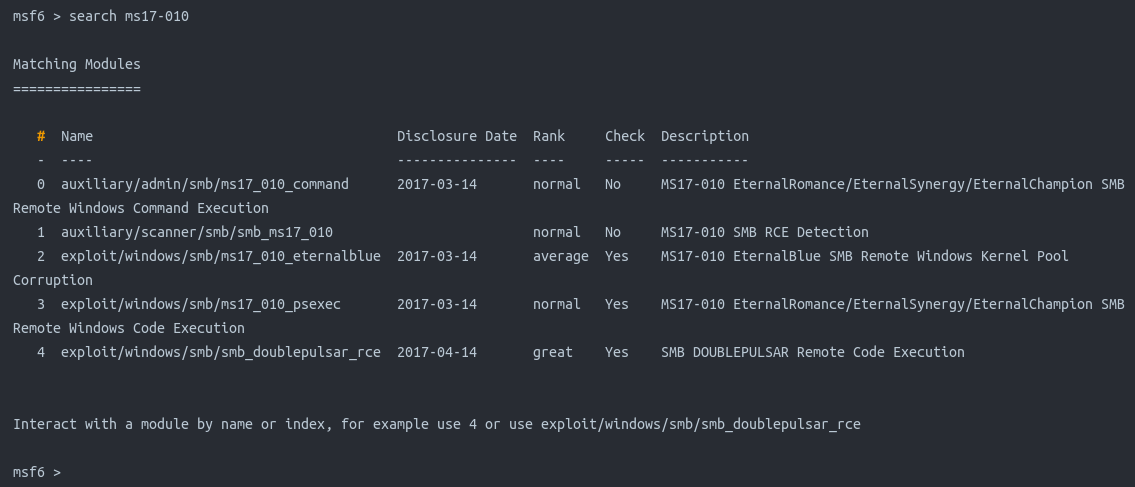 msf6 > search ms17-010
Matching Modules
================
#  Name                                      Disclosure Date  Rank     Check  Description
-  ----                                      ---------------  ----     -----  -----------
0  auxiliary/admin/smb/ms17_010_command      2017-03-14       normal   No     MS17-010 EternalRomance/EternalSynergy/EternalChampion SMB
Remote Windows Command Execution
1  auxiliary/scanner/smb/smb_ms17_010                         normal   No     MS17-010 SMB RCE Detection
2  exploit/windows/smb/ms17_010_eternalblue  2017-03-14       average  Yes    MS17-010 EternalBlue SMB Remote Windows Kernel Pool
Corruption
3  exploit/windows/smb/ms17_010_psexec       2017-03-14       normal   Yes    MS17-010 EternalRomance/EternalSynergy/EternalChampion SMB
Remote Windows Code Execution
4  exploit/windows/smb/smb_doublepulsar_rce  2017-04-14       great    Yes    SMB DOUBLEPULSAR Remote Code Execution
Interact with a module by name or index, for example use 4 or use exploit/windows/smb/smb_doublepulsar_rce
msf6 >